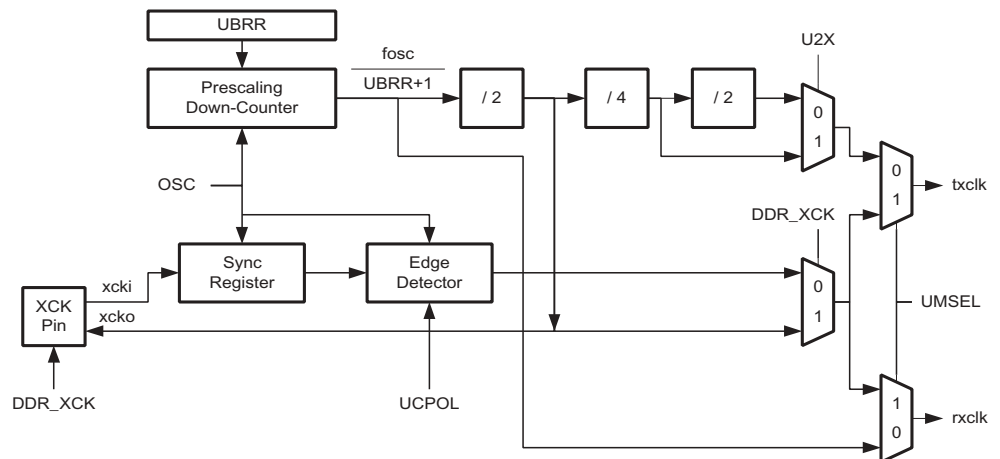 UBRR
fosc
U2X
Prescaling
Down-Counter
UBRR+1
/ 2
/ 4
/ 2
0
1
OSC
0
1
txclk
DDR_XCK
Sync
Register
Edge
Detector
xcki
0
1
XCK
Pin
xcko
UMSEL
DDR_XCK
UCPOL
1
0
rxclk